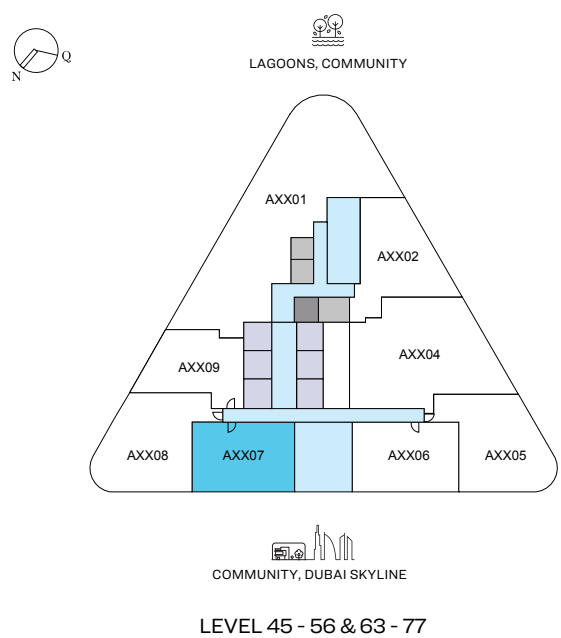 LAGOONS, COMMUNITY
N
Q
AXX01
AXX02
AXX04
AXX09
AXX08
AXX07
AXX06
AXX05
COMMUNITY, DUBAI SKYLINE
LEVEL 45 - 56 & 63 - 77